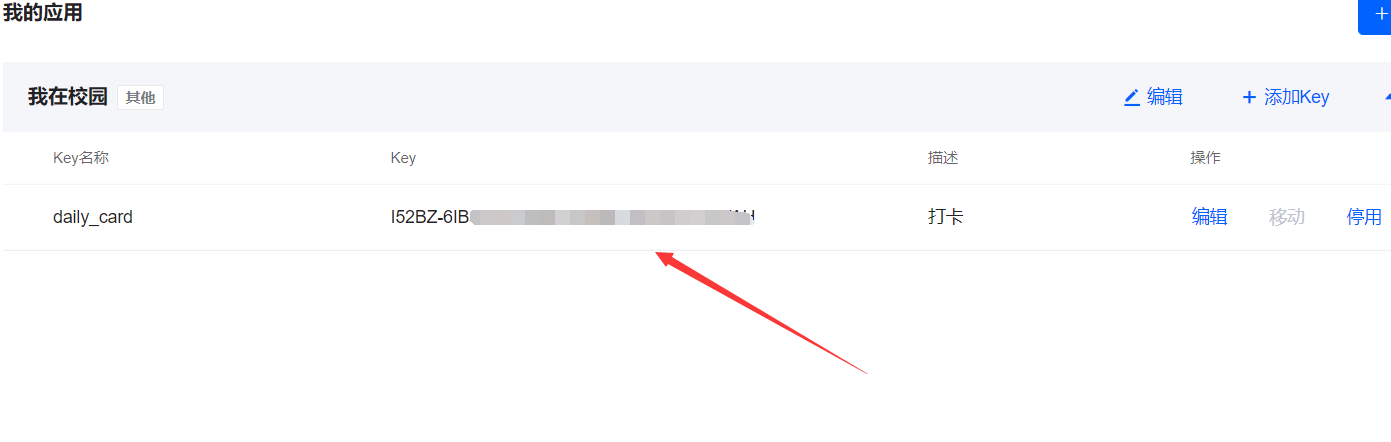 我的应用
我在校园 其他 编辑 + 添加Key
Key名称 Key 描述 操作
daily_card I52BZ-6IB 打卡 编辑 移动 停用